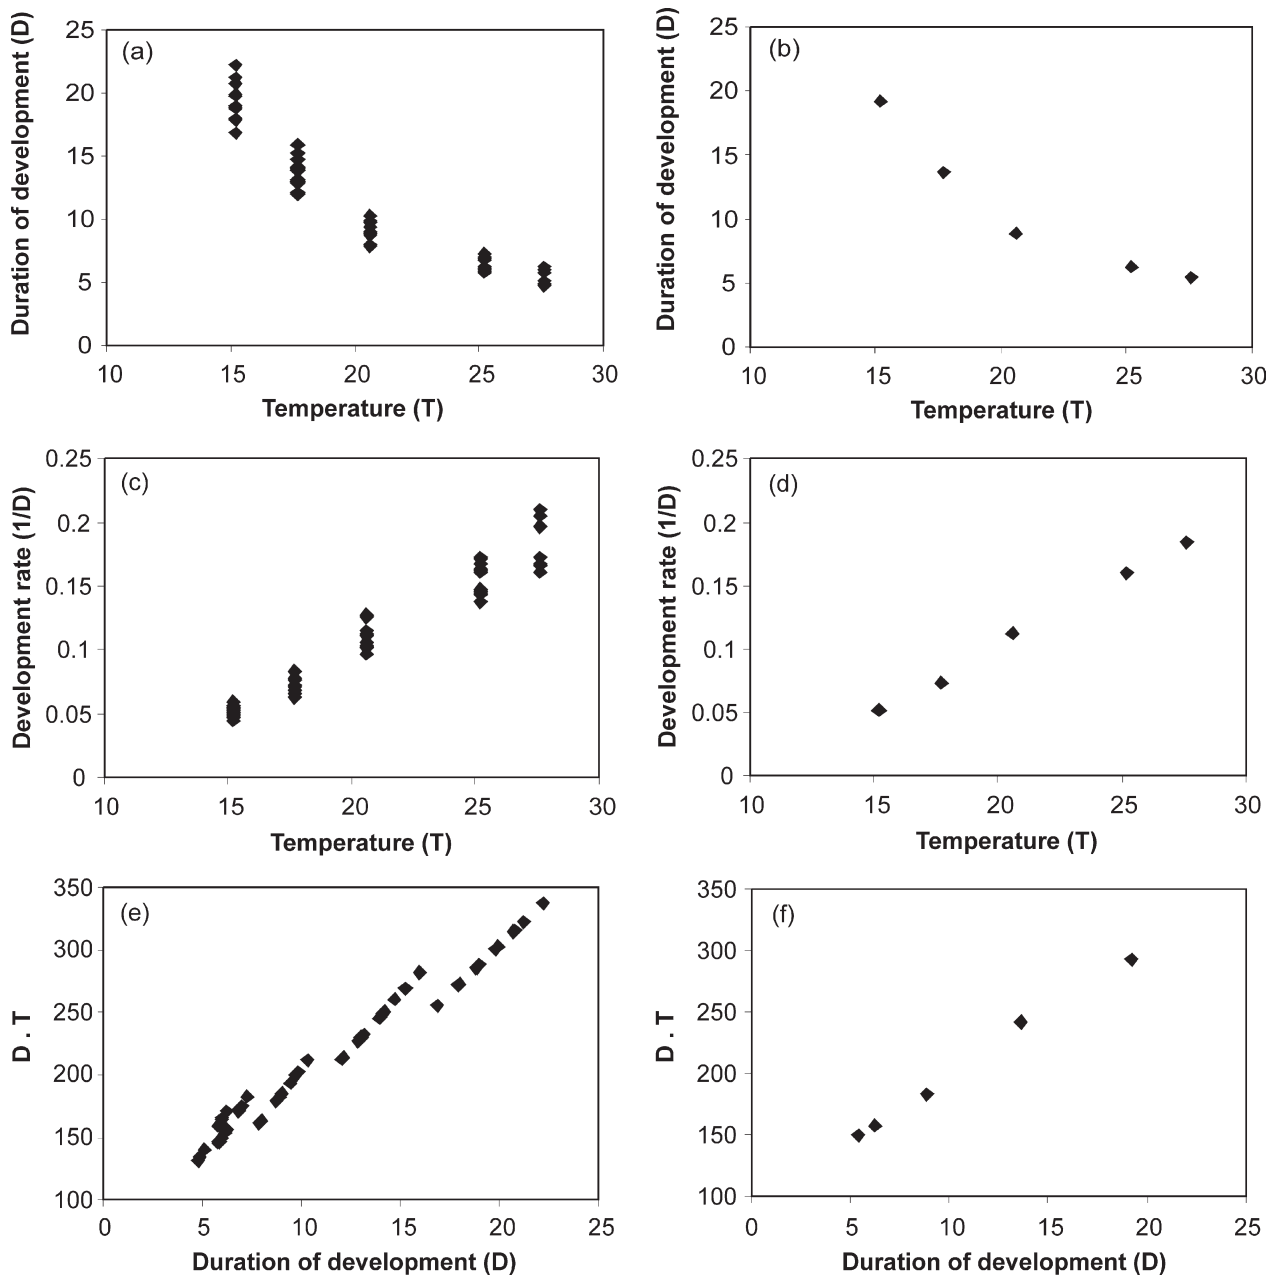 (a)
Duration of development (D)
25
20
15
10
5
0
10 15 20 25 30
Temperature (T)
(b)
Duration of development (D)
25
20
15
10
5
0
10 15 20 25 30
Temperature (T)
(c)
Development rate (1/D)
0.25
0.2
0.15
0.1
0.05
0
10 15 20 25 30
Temperature (T)
(d)
Development rate (1/D)
0.25
0.2
0.15
0.1
0.05
0
10 15 20 25 30
Temperature (T)
(e)
D . T
350
300
250
200
150
100
0 5 10 15 20 25
Duration of development (D)
(f)
D . T
350
300
250
200
150
100
0 5 10 15 20 25
Duration of development (D)